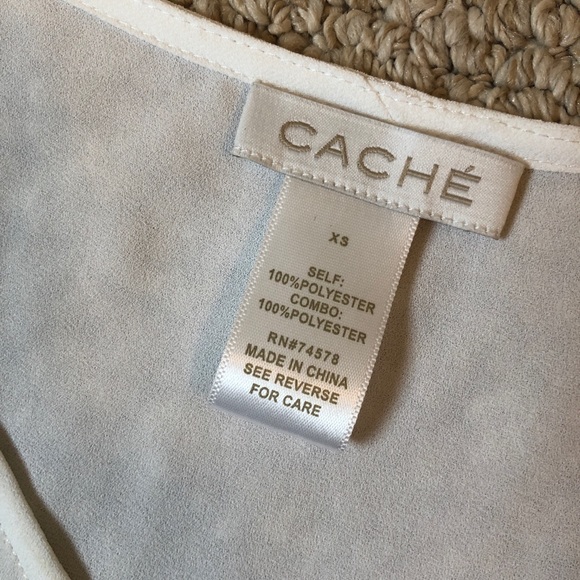 CACHÉ
XS
SELF:
100%POLYESTER
COMBO:
100%POLYESTER
RN#74578
MADE IN CHINA
SEE REVERSE
FOR CARE